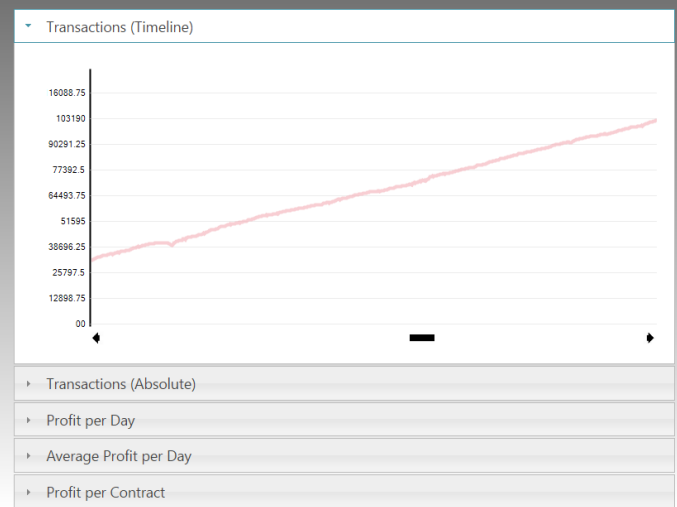 Transactions (Timeline)
16088.75
103190
90291.25
77392.5
64493.75
51595
38696.25
25797.5
12898.75
00
Transactions (Absolute)
Profit per Day
Average Profit per Day
Profit per Contract